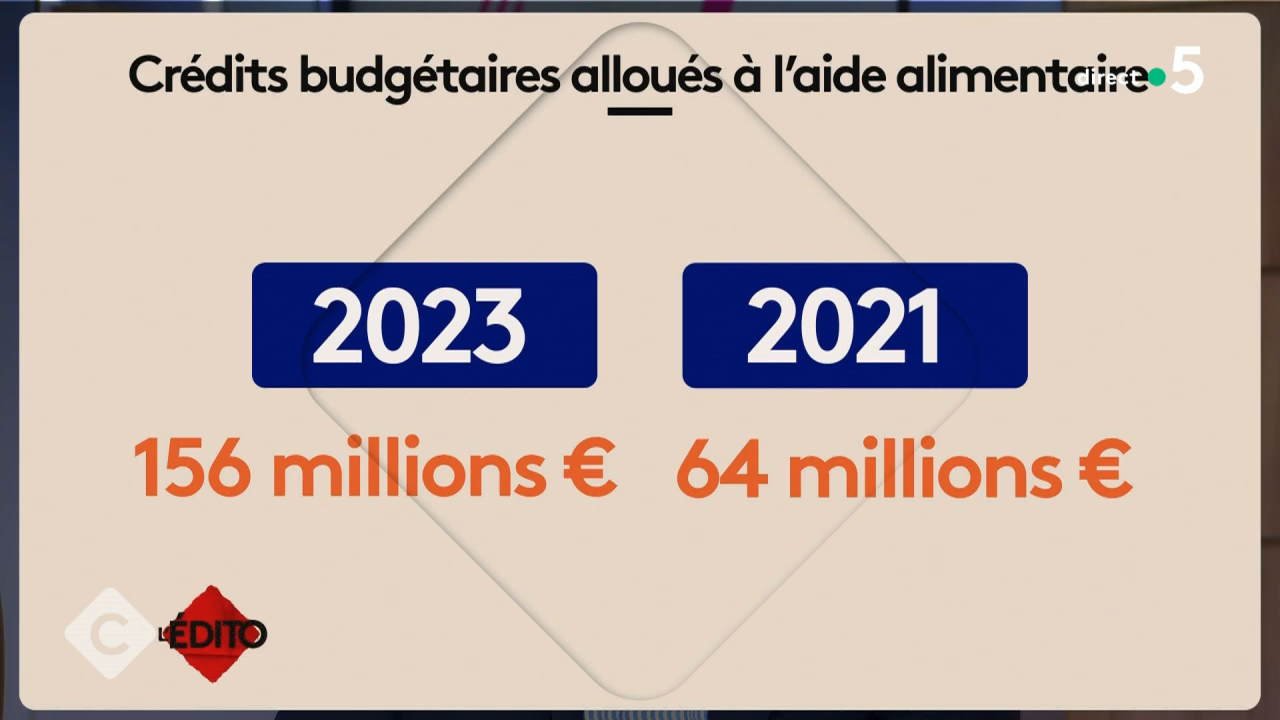 Crédits budgétaires alloués à l'aide alimentaire
direct 5
2023
2021
156 millions €
64 millions €
C
L'ÉDITO